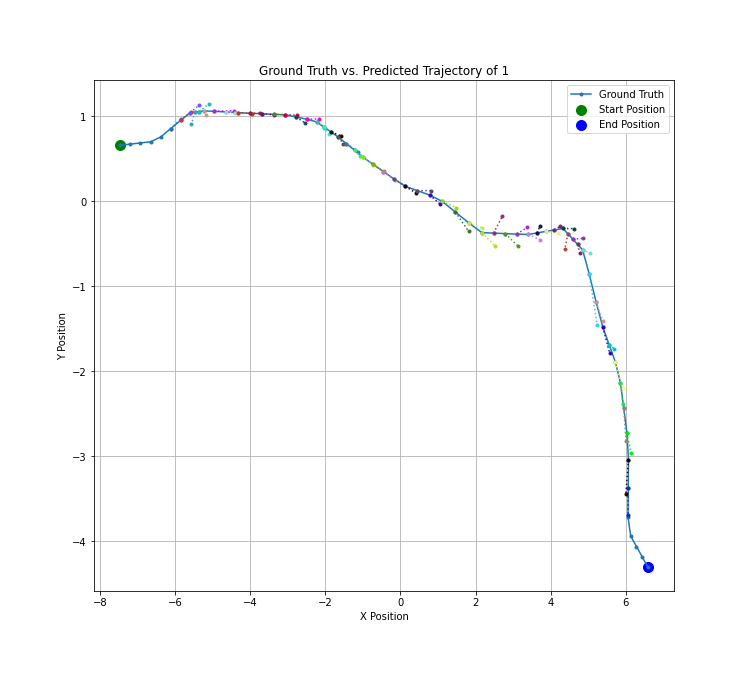 Ground Truth vs. Predicted Trajectory of 1
Ground Truth
Start Position
End Position
Y Position
1
0
−1
−2
−3
−4
−8 −6 −4 −2 0 2 4 6
X Position